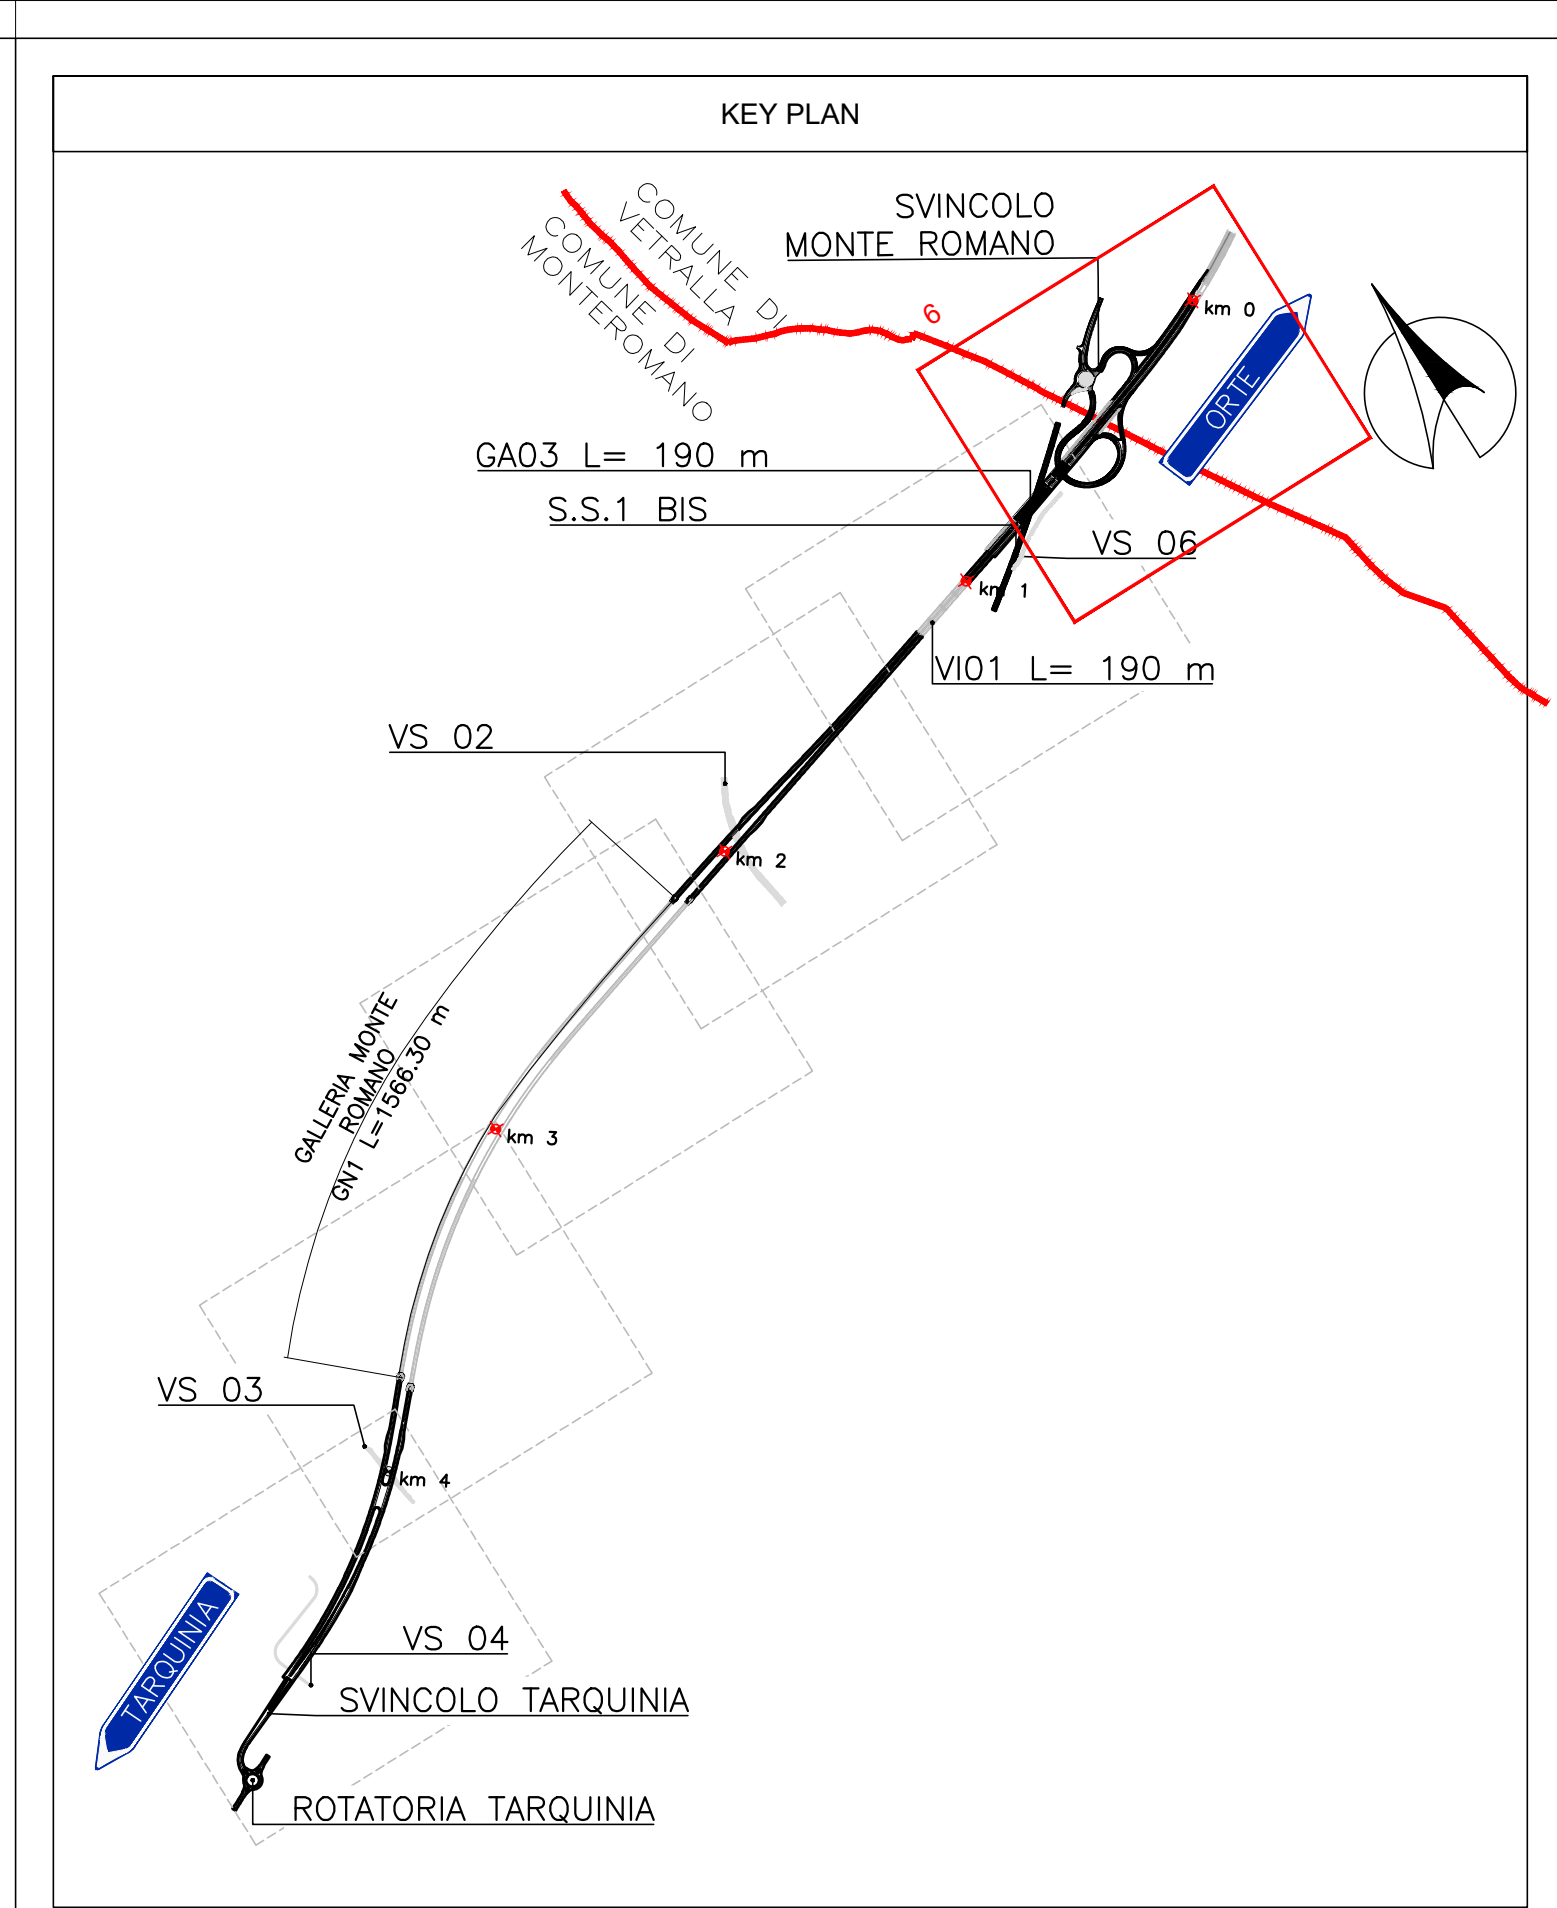 KEY PLAN
COMUNE DI
VETRALLA
COMUNE DI
MONTEROMANO
SVINCOLO
MONTE ROMANO
6
km 0
ORTE
GA03 L= 190 m
S.S.1 BIS
VS 06
km 1
VI01 L= 190 m
VS 02
km 2
GALLERIA MONTE
ROMANO
GN1 L=1566.30 m
km 3
VS 03
km 4
TARQUINIA
VS 04
SVINCOLO TARQUINIA
ROTATORIA TARQUINIA